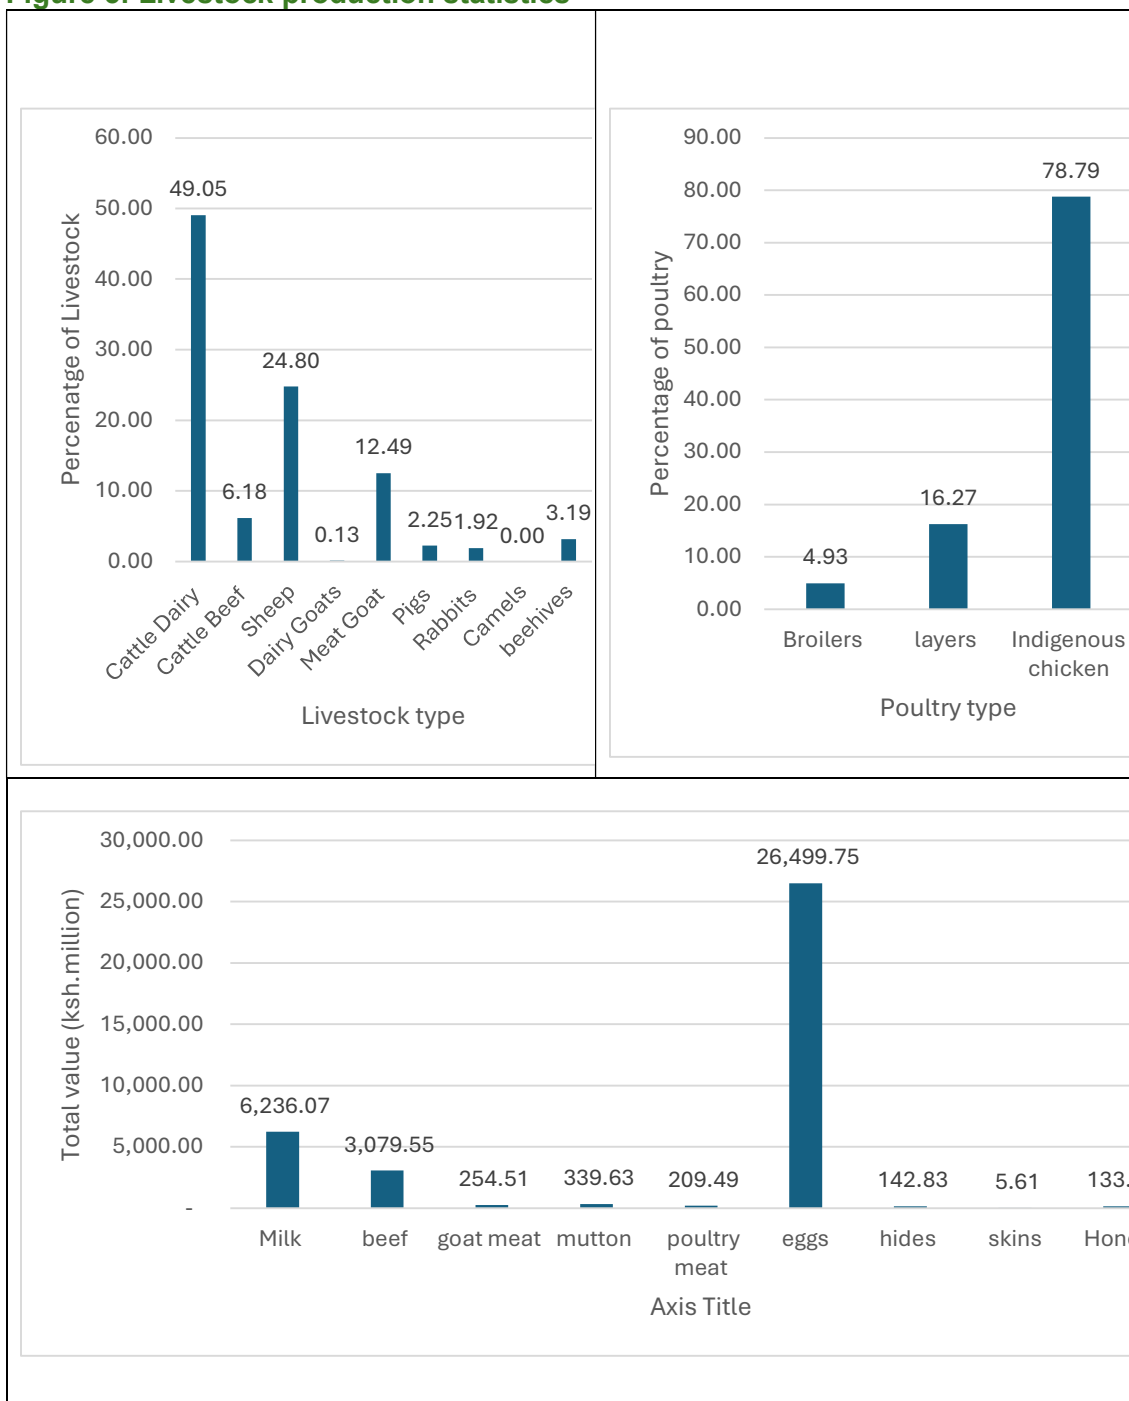 Livestock production statistics
60.00
50.00
40.00
30.00
20.00
10.00
0.00
Percenatge of Livestock
49.05
6.18
24.80
0.13
12.49
2.25
1.92
0.00
3.19
Cattle Dairy
Cattle Beef
Sheep
Dairy Goats
Meat Goat
Pigs
Rabbits
Camels
beehives
Livestock type
90.00
80.00
70.00
60.00
50.00
40.00
30.00
20.00
10.00
0.00
Percentage of poultry
4.93
16.27
78.79
Broilers
layers
Indigenous
chicken
Poultry type
30,000.00
25,000.00
20,000.00
15,000.00
10,000.00
5,000.00
-
Total value (ksh.million)
6,236.07
3,079.55
254.51
339.63
209.49
26,499.75
142.83
5.61
133.
Milk
beef
goat meat
mutton
poultry
meat
eggs
hides
skins
Axis Title